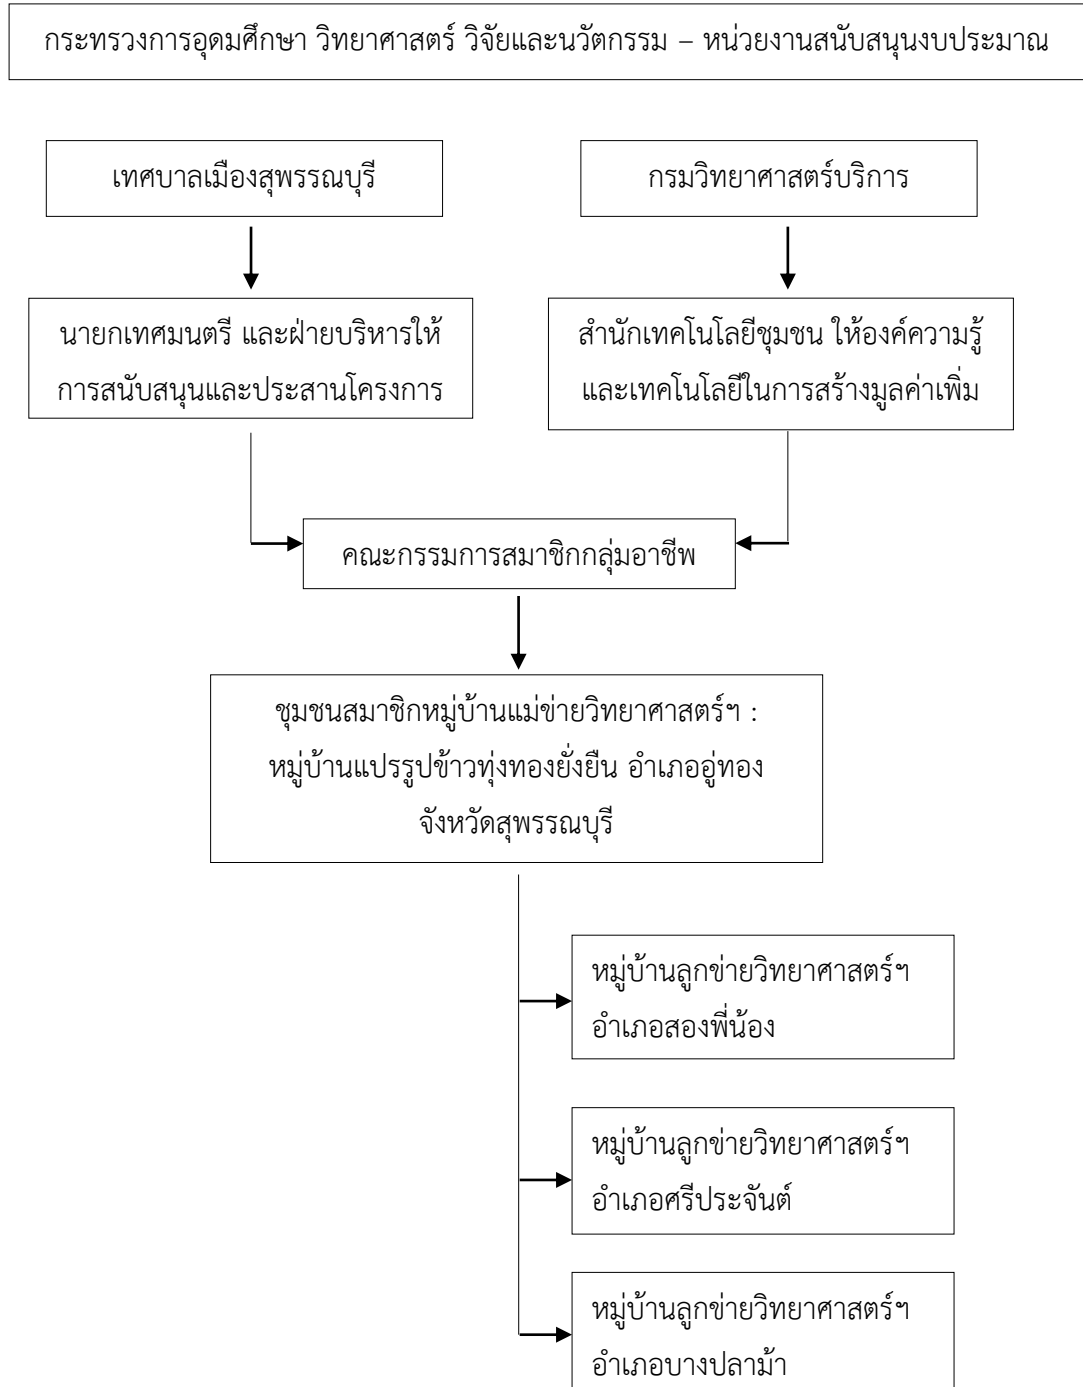 กระทรวงการอุดมศึกษา วิทยาศาสตร์ วิจัยและนวัตกรรม – หน่วยงานสนับสนุนงบประมาณ
เทศบาลเมืองสุพรรณบุรี
กรมวิทยาศาสตร์บริการ
นายกเทศมนตรี และฝ่ายบริหารให้
การสนับสนุนและประสานโครงการ
สำนักเทคโนโลยีชุมชน ให้องค์ความรู้
และเทคโนโลยีในการสร้างมูลค่าเพิ่ม
คณะกรรมการสมาชิกกลุ่มอาชีพ
ชุมชนสมาชิกหมู่บ้านแม่ข่ายวิทยาศาสตร์ฯ :
หมู่บ้านแปรรูปข้าวทุ่งทองยั่งยืน อำเภออู่ทอง
จังหวัดสุพรรณบุรี
หมู่บ้านลูกข่ายวิทยาศาสตร์ฯ
อำเภอสองพี่น้อง
หมู่บ้านลูกข่ายวิทยาศาสตร์ฯ
อำเภอศรีประจันต์
หมู่บ้านลูกข่ายวิทยาศาสตร์ฯ
อำเภอบางปลาม้า